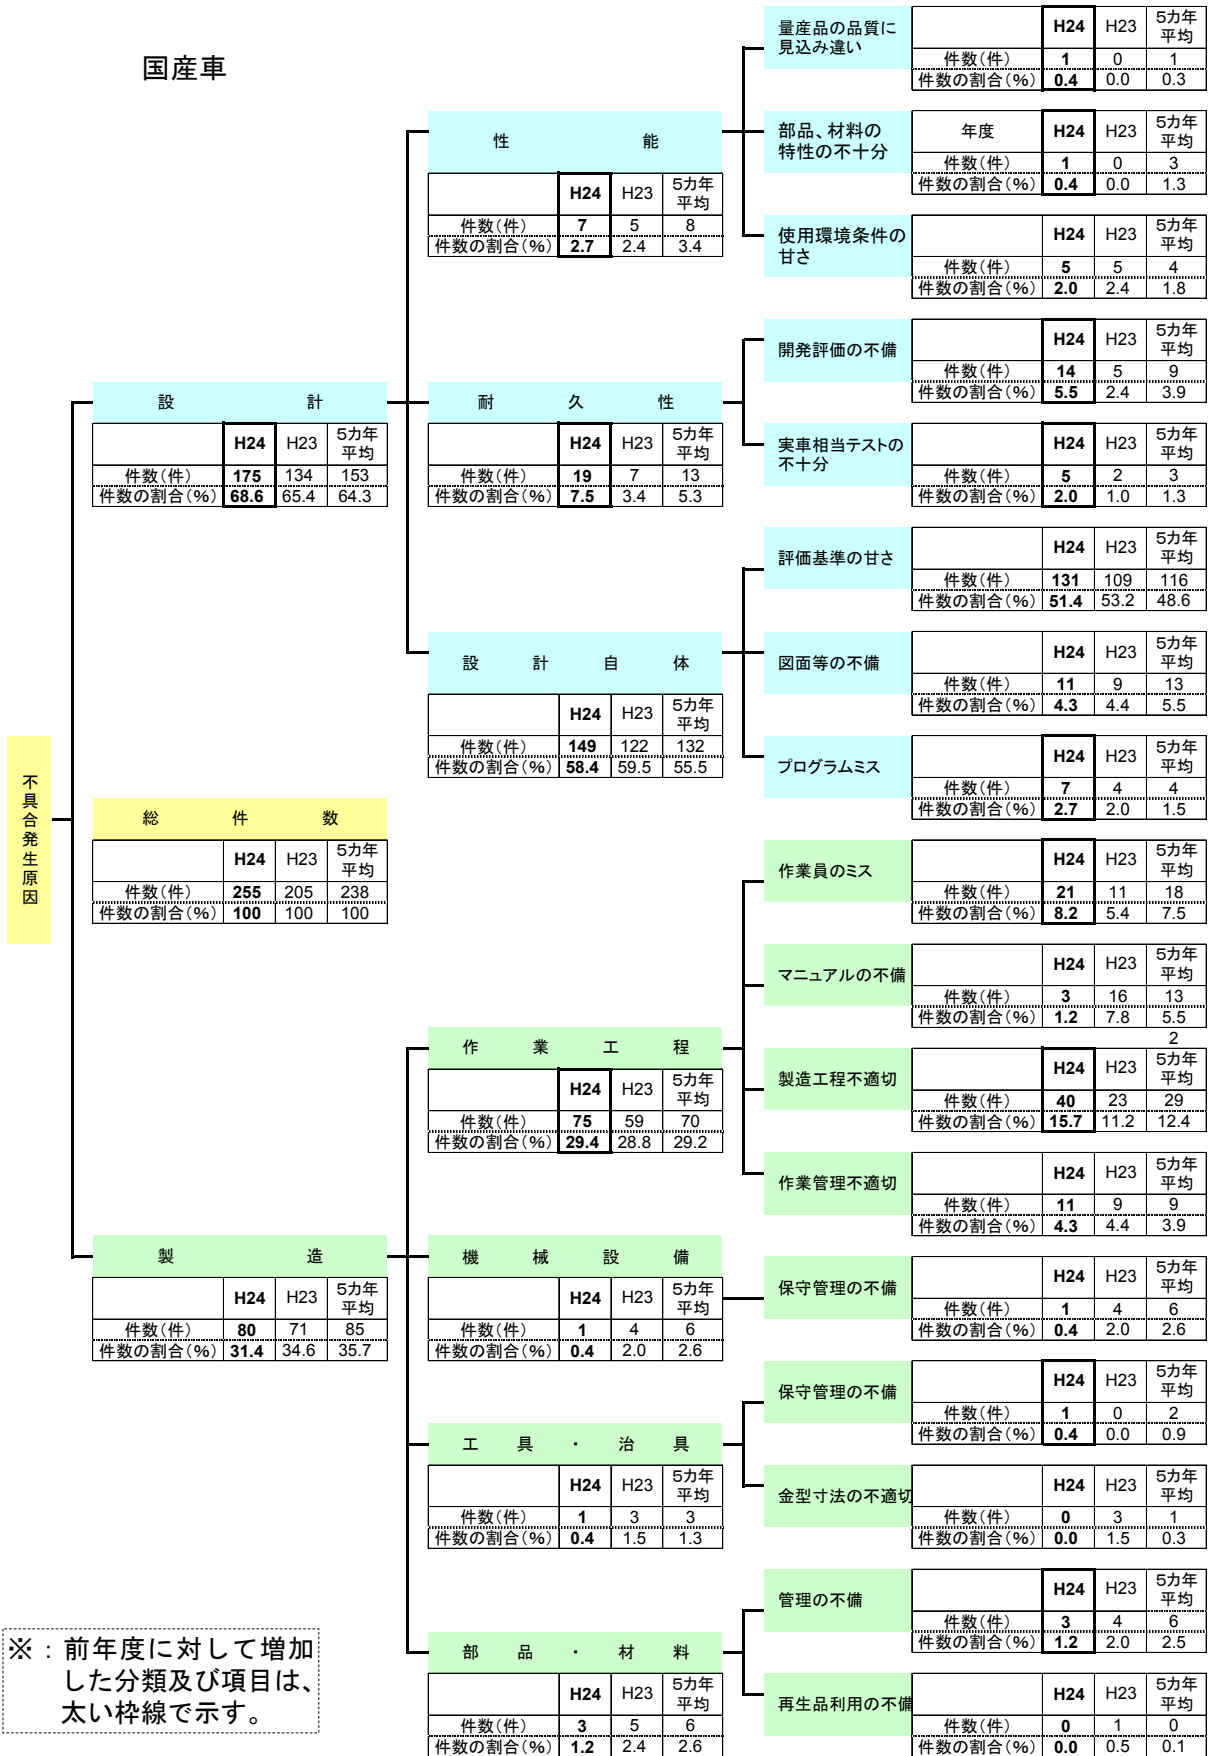 国産車
不具合発生原因
総件数
H24 H23 5カ年平均
件数(件) 255 205 238
件数の割合(%) 100 100 100
設計
H24 H23 5カ年平均
件数(件) 175 134 153
件数の割合(%) 68.6 65.4 64.3
性能
H24 H23 5カ年平均
件数(件) 7 5 8
件数の割合(%) 2.7 2.4 3.4
量産品の品質に
見込み違い
H24 H23 5カ年平均
件数(件) 1 0 1
件数の割合(%) 0.4 0.0 0.3
部品、材料の
特性の不十分
年度 H24 H23 5カ年平均
件数(件) 1 0 3
件数の割合(%) 0.4 0.0 1.3
使用環境条件の
甘さ
H24 H23 5カ年平均
件数(件) 5 5 4
件数の割合(%) 2.0 2.4 1.8
耐久性
H24 H23 5カ年平均
件数(件) 19 7 13
件数の割合(%) 7.5 3.4 5.3
開発評価の不備
H24 H23 5カ年平均
件数(件) 14 5 9
件数の割合(%) 5.5 2.4 3.9
実車相当テストの
不十分
H24 H23 5カ年平均
件数(件) 5 2 3
件数の割合(%) 2.0 1.0 1.3
設計自体
H24 H23 5カ年平均
件数(件) 149 122 132
件数の割合(%) 58.4 59.5 55.5
評価基準の甘さ
H24 H23 5カ年平均
件数(件) 131 109 116
件数の割合(%) 51.4 53.2 48.6
図面等の不備
H24 H23 5カ年平均
件数(件) 11 9 13
件数の割合(%) 4.3 4.4 5.5
プログラムミス
H24 H23 5カ年平均
件数(件) 7 4 4
件数の割合(%) 2.7 2.0 1.5
製造
H24 H23 5カ年平均
件数(件) 80 71 85
件数の割合(%) 31.4 34.6 35.7
作業工程
H24 H23 5カ年平均
件数(件) 75 59 70
件数の割合(%) 29.4 28.8 29.2
作業員のミス
H24 H23 5カ年平均
件数(件) 21 11 18
件数の割合(%) 8.2 5.4 7.5
マニュアルの不備
H24 H23 5カ年平均
件数(件) 3 16 13
件数の割合(%) 1.2 7.8 5.5
2
製造工程不適切
H24 H23 5カ年平均
件数(件) 40 23 29
件数の割合(%) 15.7 11.2 12.4
作業管理不適切
H24 H23 5カ年平均
件数(件) 11 9 9
件数の割合(%) 4.3 4.4 3.9
機械設備
H24 H23 5カ年平均
件数(件) 1 4 6
件数の割合(%) 0.4 2.0 2.6
保守管理の不備
H24 H23 5カ年平均
件数(件) 1 4 6
件数の割合(%) 0.4 2.0 2.6
工具・治具
H24 H23 5カ年平均
件数(件) 1 3 3
件数の割合(%) 0.4 1.5 1.3
保守管理の不備
H24 H23 5カ年平均
件数(件) 1 0 2
件数の割合(%) 0.4 0.0 0.9
金型寸法の不適切
H24 H23 5カ年平均
件数(件) 0 3 1
件数の割合(%) 0.0 1.5 0.3
部品・材料
H24 H23 5カ年平均
件数(件) 3 5 6
件数の割合(%) 1.2 2.4 2.6
管理の不備
H24 H23 5カ年平均
件数(件) 3 4 6
件数の割合(%) 1.2 2.0 2.5
再生品利用の不備
H24 H23 5カ年平均
件数(件) 0 1 0
件数の割合(%) 0.0 0.5 0.1
※：前年度に対して増加
した分類及び項目は、
太い枠線で示す。